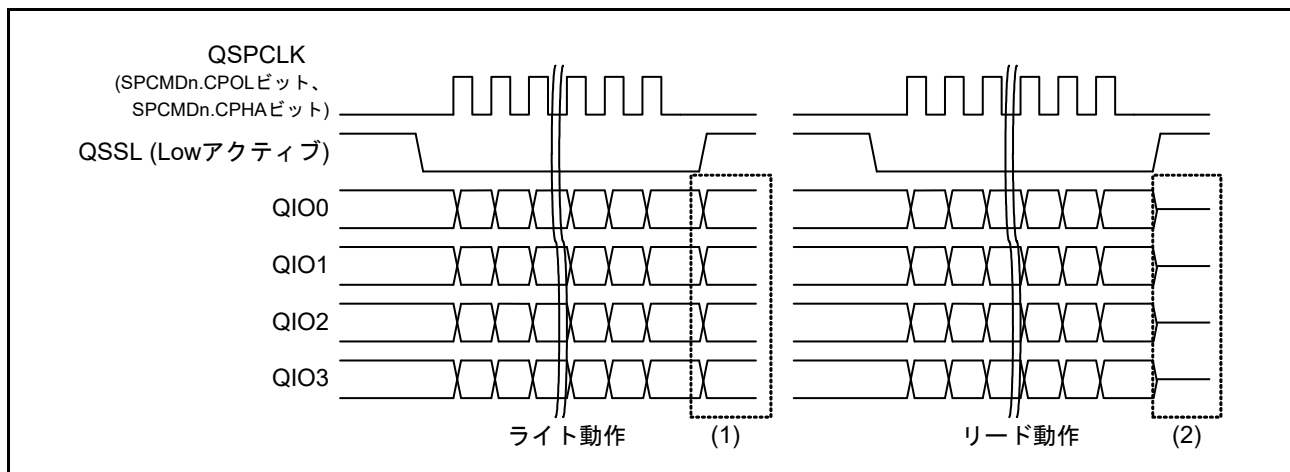 QSPCLK
(SPCMDn.CPOLビット、
SPCMDn.CPHAビット)
QSSL (Lowアクティブ)
QIO0
QIO1
QIO2
QIO3
ライト動作 (1) リード動作 (2)